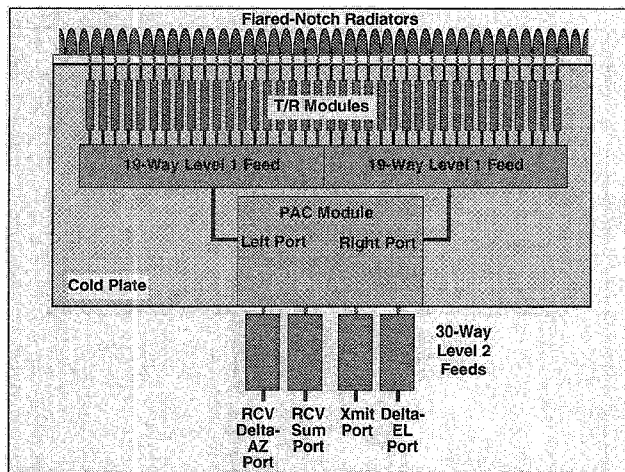 Flared-Notch Radiators
T/R Modules
19-Way Level 1 Feed
19-Way Level 1 Feed
PAC Module
Left Port
Right Port
Cold Plate
30-Way
Level 2
Feeds
RCV
Delta-
AZ
Port
RCV
Sum
Port
Xmit
Port
Delta-
EL
Port